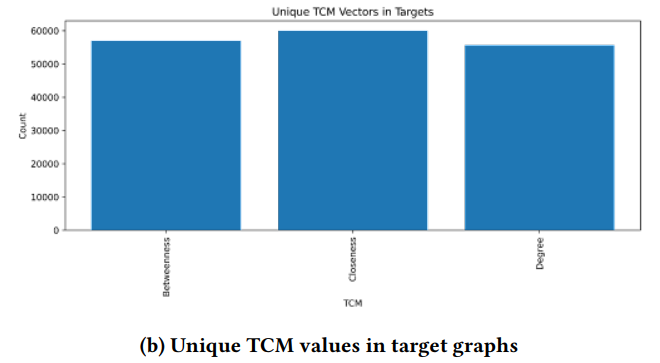 Unique TCM Vectors in Targets
60000
50000
40000
30000
20000
10000
0
Count
Betweenness
Closeness
Degree
TCM
(b) Unique TCM values in target graphs